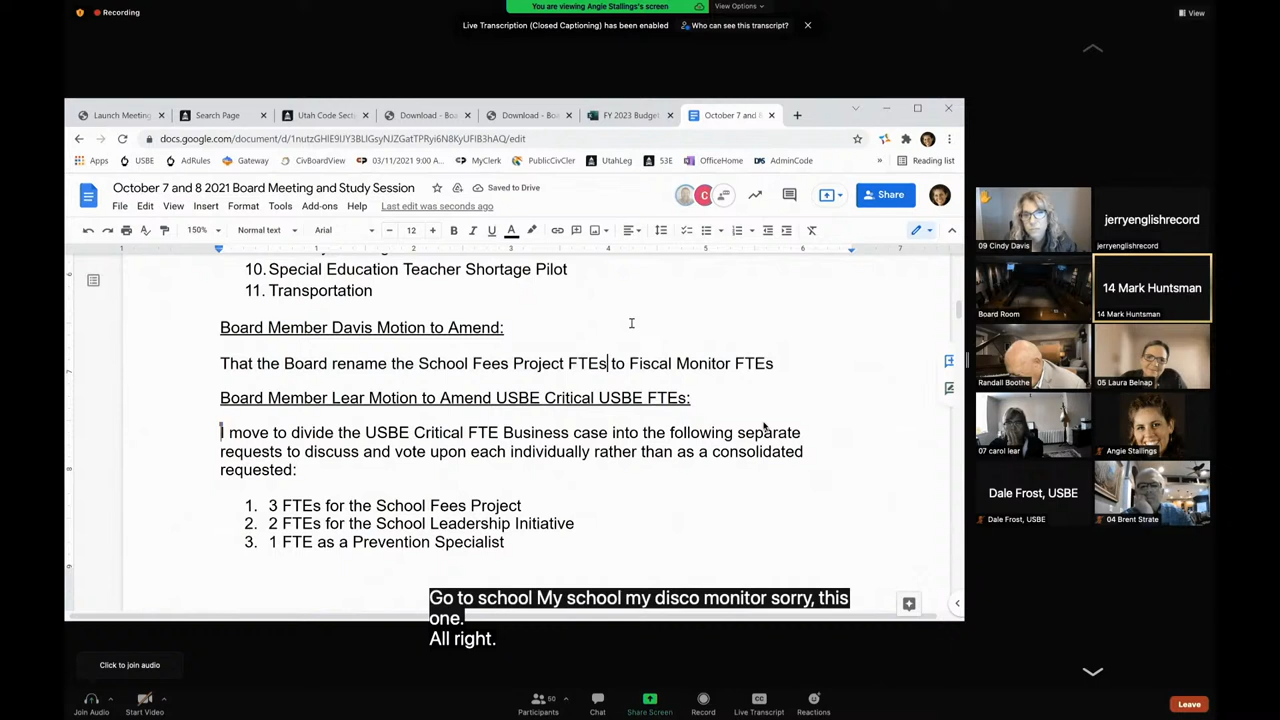 Recording
You are viewing Angie Stallings's screen
View Options
View
Live Transcription (Closed Captioning) has been enabled
Who can see this transcript?
Launch Meeting
Search Page
Utah Code Sect
Download - Boa
Download - Boa
FY 2023 Budget
October 7 and 8
docs.google.com/document/d/
/edit
Apps
USBE
AdRules
Gateway
CivBoardVIEW
03/11/2021 9:00 A...
MyClerk
PublicCivCler
UtahLeg
53E
OfficeHome
AdminCode
»
Reading list
October 7 and 8 2021 Board Meeting and Study Session
Saved to Drive
File Edit View Insert Format Tools Add-ons Help
Last edit was seconds ago
Share
150%
Normal text
Arial
12
1 1 2 3 4 5 6 7
10. Special Education Teacher Shortage Pilot
11. Transportation
Board Member Davis Motion to Amend:
That the Board rename the School Fees Project FTEs to Fiscal Monitor FTEs
Board Member Lear Motion to Amend USBE Critical USBE FTEs:
I move to divide the USBE Critical FTE Business case into the following separate
requests to discuss and vote upon each individually rather than as a consolidated
requested:
1. 3 FTEs for the School Fees Project
2. 2 FTEs for the School Leadership Initiative
3. 1 FTE as a Prevention Specialist
09 Cindy Davis
jerryenglishrecord
jerryenglishrecord
Board Room
14 Mark Huntsman
14 Mark Huntsman
Randall Boothe
05 Laura Belnap
07 carol lear
Angie Stallings
Dale Frost, USBE
Dale Frost, USBE
04 Brent Strate
Go to school My school my disco monitor sorry, this
one.
All right.
Click to join audio
Join Audio
Start Video
Participants
50
Chat
Share Screen
Record
Live Transcript
Reactions
Leave